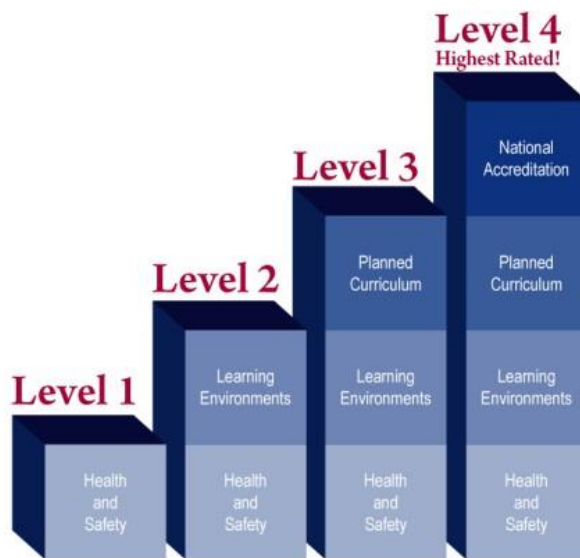 Level 4
Highest Rated!
National
Accreditation
Level 3
Planned
Curriculum
Planned
Curriculum
Level 2
Learning
Environments
Learning
Environments
Learning
Environments
Level 1
Health
and
Safety
Health
and
Safety
Health
and
Safety
Health
and
Safety